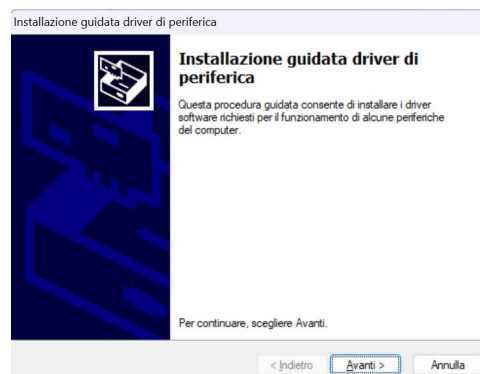 Installazione guidata driver di periferica
Installazione guidata driver di
periferica
Questa procedura guidata consente di installare i driver
software richiesti per il funzionamento di alcune periferiche
del computer.
Per continuare, scegliere Avanti.
< Indietro
Avanti >
Annulla